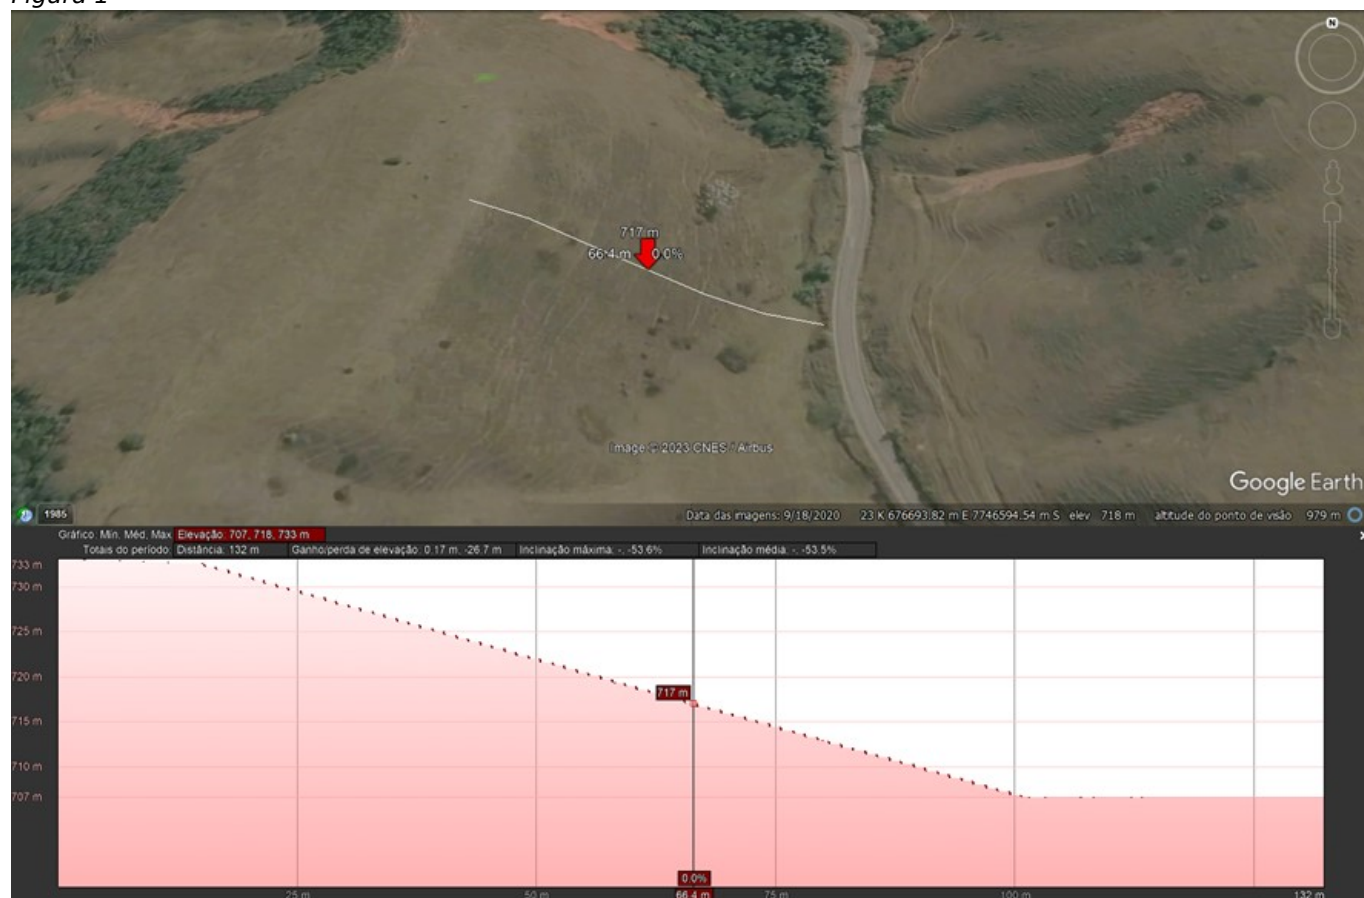 Figura 1
N
717 m
66.4 m 0.0%
Image © 2023 CNES / Airbus
Google Earth
1985
Data das imagens: 9/18/2020 23 K 676693.82 m E 7746594.54 m S elev 718 m altitude do ponto de visão 979 m
Gráfico: Mín, Méd, Máx Elevação: 707, 718, 733 m
Totais do período: Distância: 132 m Ganho/perda de elevação: 0.17 m, -26.7 m Inclinação máxima: -, -53.6% Inclinação média: -, -53.5%
733 m
730 m
725 m
720 m
717 m
715 m
710 m
707 m
0.0%
25 m 50 m 66.4 m 75 m 100 m 132 m